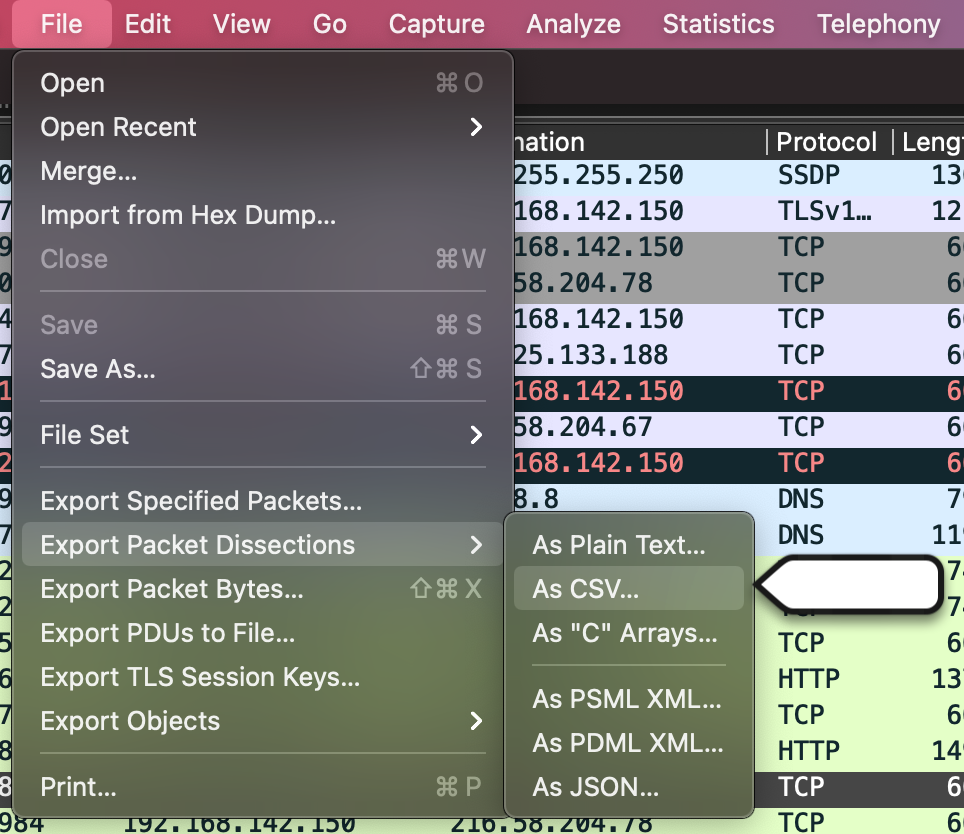 File Edit View Go Capture Analyze Statistics Telephony
Open ⌘ O
Open Recent
Merge...
Import from Hex Dump...
Close ⌘ W
Save ⌘ S
Save As... ⇧ ⌘ S
File Set
Export Specified Packets...
Export Packet Dissections
Export Packet Bytes... ⇧ ⌘ X
Export PDUs to File...
Export TLS Session Keys...
Export Objects
Print... ⌘ P
As Plain Text...
As CSV...
As "C" Arrays...
As PSML XML...
As PDML XML...
As JSON...
nation Protocol Leng
255.255.250 SSDP 13
168.142.150 TLSv1… 12
168.142.150 TCP 6
58.204.78 TCP 6
168.142.150 TCP 6
25.133.188 TCP 6
168.142.150 TCP 6
58.204.67 TCP 6
168.142.150 TCP 6
8.8 DNS 7
DNS 11
7
7
TCP 6
HTTP 13
TCP 6
HTTP 14
TCP 6
984 192.168.142.150 216.58.204.78 TCP 6